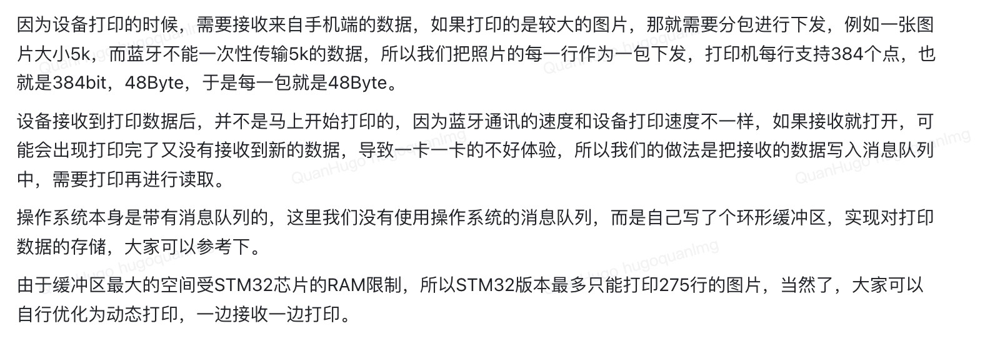 因为设备打印的时候，需要接收来自手机端的数据，如果打印的是较大的图片，那就需要分包进行下发，例如一张图
片大小5k，而蓝牙不能一次性传输5k的数据，所以我们把照片的每一行作为一包下发，打印机每行支持384个点，也
就是384bit，48Byte，于是每一包就是48Byte。
设备接收到打印数据后，并不是马上开始打印的，因为蓝牙通讯的速度和设备打印速度不一样，如果接收就打开，可
能会出现打印完了又没有接收到新的数据，导致一卡一卡的不好体验，所以我们的做法是把接收的数据写入消息队列
中，需要打印再进行读取。
操作系统本身是带有消息队列的，这里我们没有使用操作系统的消息队列，而是自己写了个环形缓冲区，实现对打印
数据的存储，大家可以参考下。
由于缓冲区最大的空间受STM32芯片的RAM限制，所以STM32版本最多只能打印275行的图片，当然了，大家可以
自行优化为动态打印，一边接收一边打印。
QuanHugo hugoquanlmg
QuanHugo hugoquanlmg
QuanHugo hugoquanlmg
QuanHugo hugoquanlmg
QuanHugo hugoquanlmg
QuanHugo hugoquanlmg